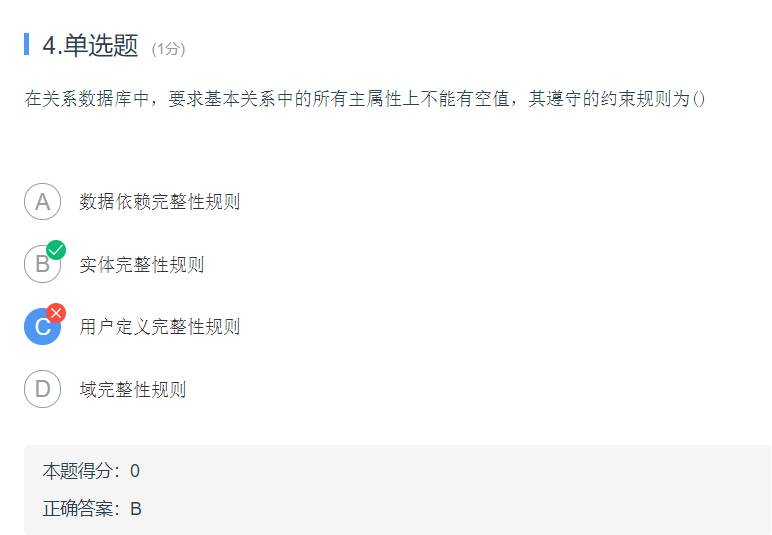 4.单选题 (1分)
在关系数据库中，要求基本关系中的所有主属性上不能有空值，其遵守的约束规则为()
A 数据依赖完整性规则
B 实体完整性规则
C 用户定义完整性规则
D 域完整性规则
本题得分：0
正确答案：B